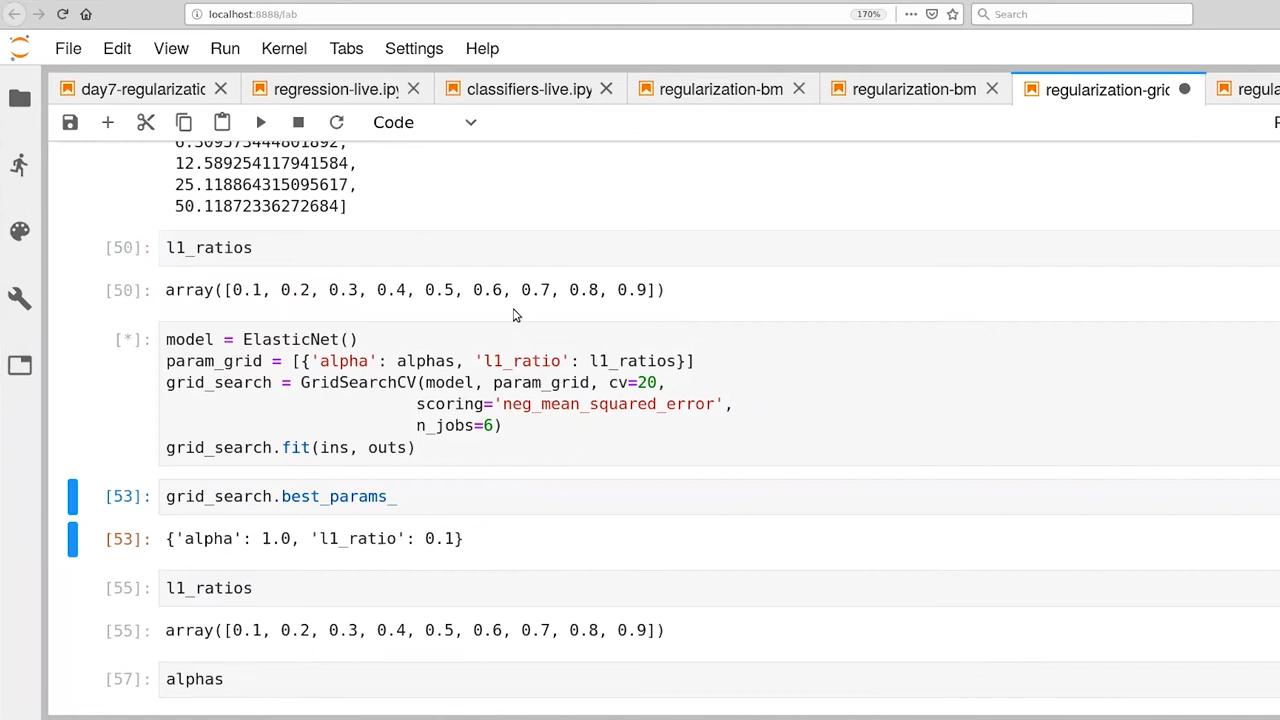 localhost:8888/lab
170%
Search
File Edit View Run Kernel Tabs Settings Help
day7-regularizatic
regression-live.ipy
classifiers-live.ipy
regularization-bm
regularization-bm
regularization-gric
regula
Code
12.589254117941584,
25.118864315095617,
50.11872336272684]
[50]: l1_ratios
[50]: array([0.1, 0.2, 0.3, 0.4, 0.5, 0.6, 0.7, 0.8, 0.9])
[*]: model = ElasticNet()
param_grid = [{'alpha': alphas, 'l1_ratio': l1_ratios}]
grid_search = GridSearchCV(model, param_grid, cv=20,
scoring='neg_mean_squared_error',
n_jobs=6)
grid_search.fit(ins, outs)
[53]: grid_search.best_params_
[53]: {'alpha': 1.0, 'l1_ratio': 0.1}
[55]: l1_ratios
[55]: array([0.1, 0.2, 0.3, 0.4, 0.5, 0.6, 0.7, 0.8, 0.9])
[57]: alphas